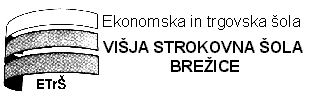 Ekonomska in trgovska šola
VIŠJA STROKOVNA ŠOLA
BREŽICE
ETrŠ